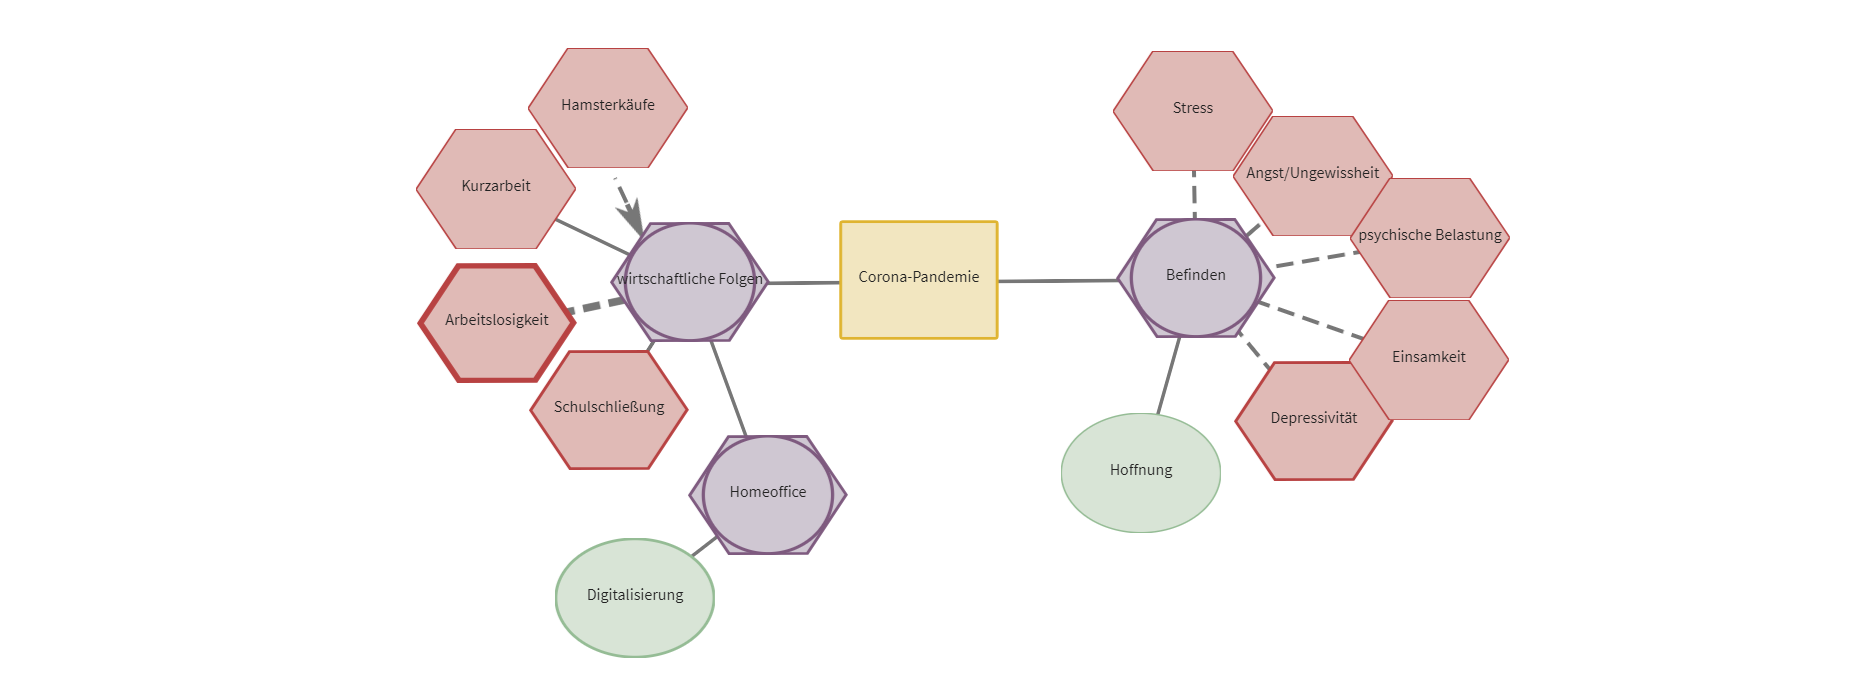 Hamsterkäufe
Stress
Angst/Ungewissheit
Kurzarbeit
psychische Belastung
wirtschaftliche Folgen
Corona-Pandemie
Befinden
Arbeitslosigkeit
Einsamkeit
Schulschließung
Depressivität
Hoffnung
Homeoffice
Digitalisierung